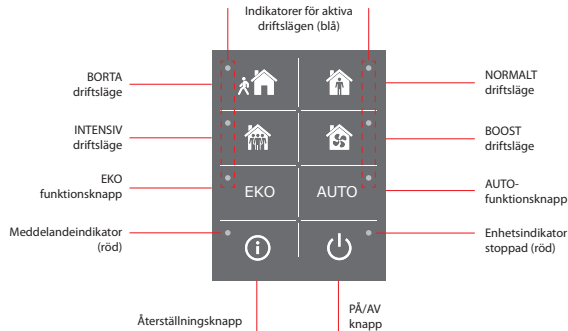 Indikatorer för aktiva
driftslägen (blå)
BORTA
driftsläge
NORMALT
driftsläge
INTENSIV
driftsläge
BOOST
driftsläge
EKO
funktionsknapp
EKO
AUTO
AUTO-
funktionsknapp
Meddelandeindikator
(röd)
Enhetsindikator
stoppad (röd)
Återställningsknapp
PÅ/AV
knapp